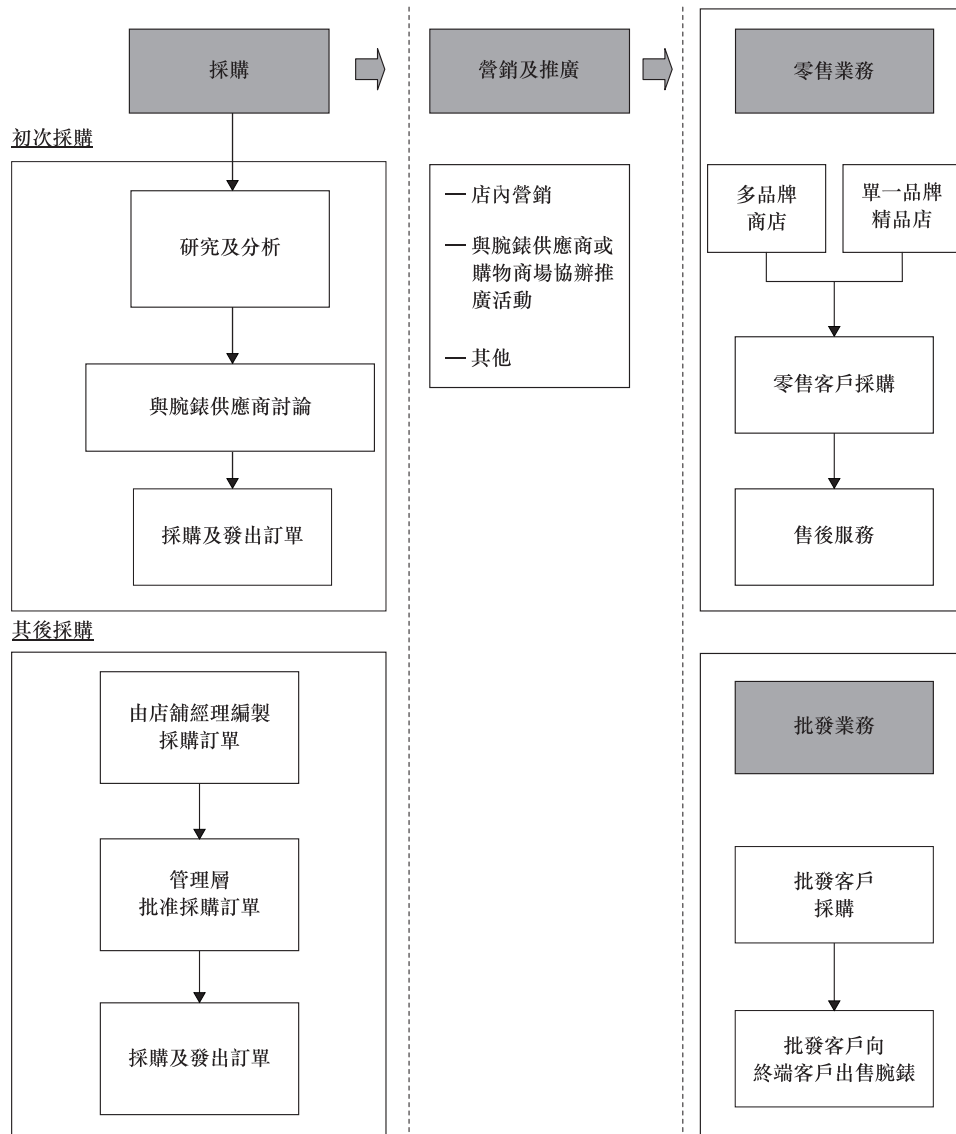 採購
營銷及推廣
零售業務
初次採購
研究及分析
與腕錶供應商討論
採購及發出訂單
— 店內營銷
— 與腕錶供應商或
購物商場協辦推
廣活動
— 其他
多品牌
商店
單一品牌
精品店
零售客戶採購
售後服務
其後採購
由店舖經理編製
採購訂單
管理層
批准採購訂單
採購及發出訂單
批發業務
批發客戶
採購
批發客戶向
終端客戶出售腕錶